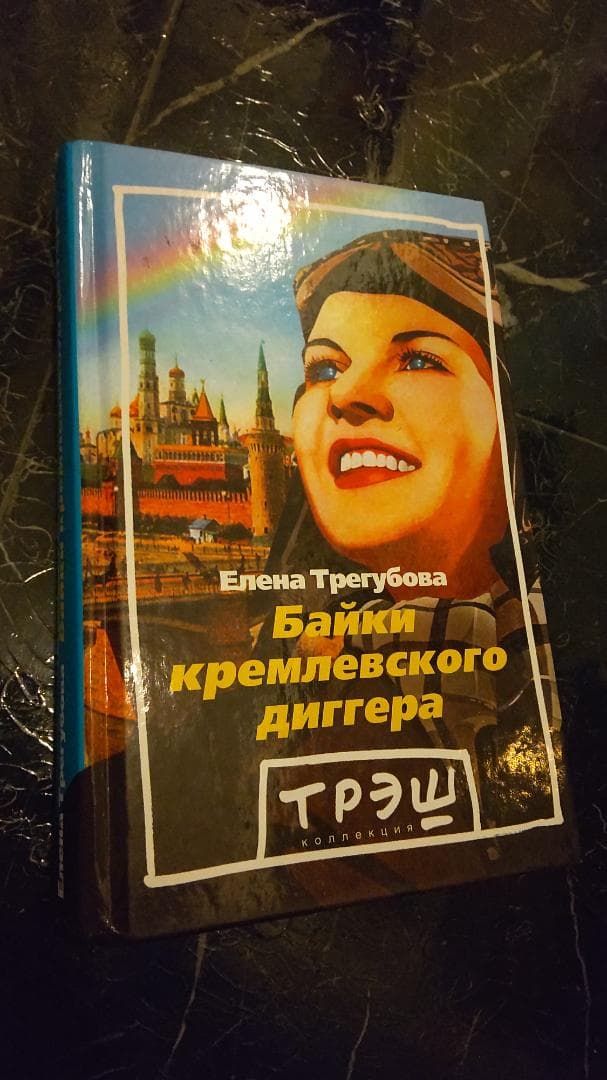 Елена Трегубова
Байки
кремлевского
диггера
ТРЭШ
коллекция